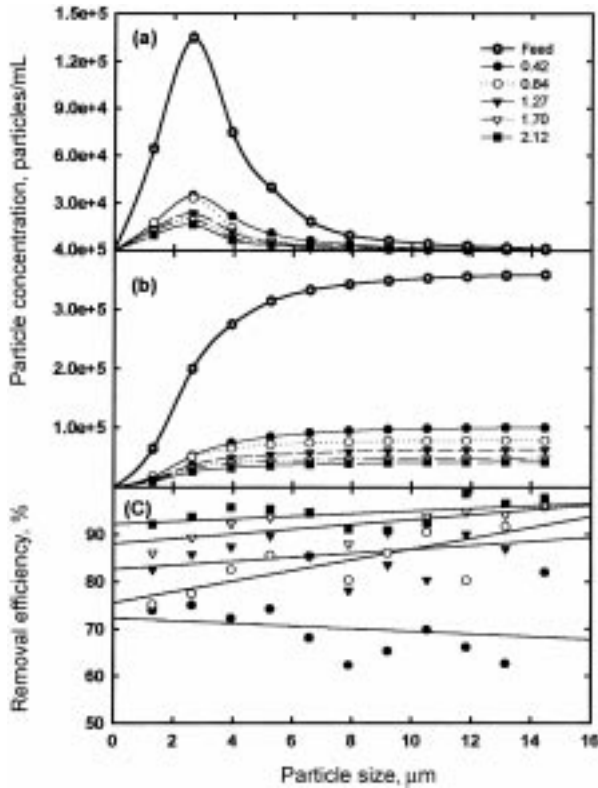 1.5e+5
(a)
Feed
0.42
0.84
1.27
1.70
2.12
1.2e+5
9.0e+4
6.0e+4
3.0e+4
4.0e+5
Particle concentration, particles/mL
(b)
3.0e+5
2.0e+5
1.0e+5
(C)
Removal efficiency, %
90
80
70
60
50
0 2 4 6 8 10 12 14 16
Particle size, μm